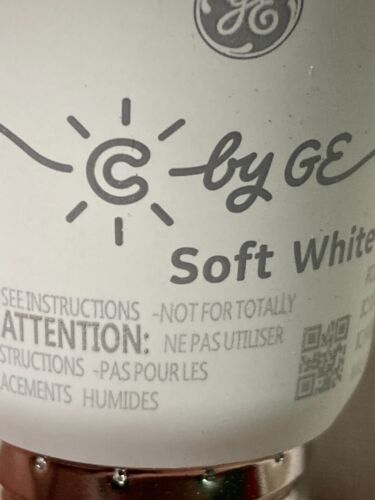 GE
C by GE
Soft White
SEE INSTRUCTIONS -NOT FOR TOTALLY
ATTENTION: NE PAS UTILISER
STRUCTIONS -PAS POUR LES
ACEMENTS HUMIDES